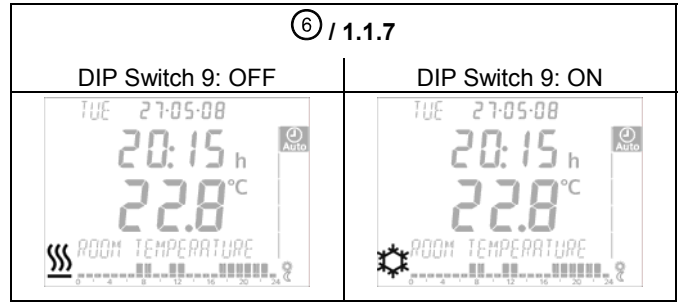 6 / 1.1.7
DIP Switch 9: OFF
DIP Switch 9: ON
TUE 27·05·08
20:15 h
Auto
22.8 °C
ROOM TEMPERATURE
0 4 8 12 16 20 24
TUE 27·05·08
20:15 h
Auto
22.8 °C
ROOM TEMPERATURE
0 4 8 12 16 20 24